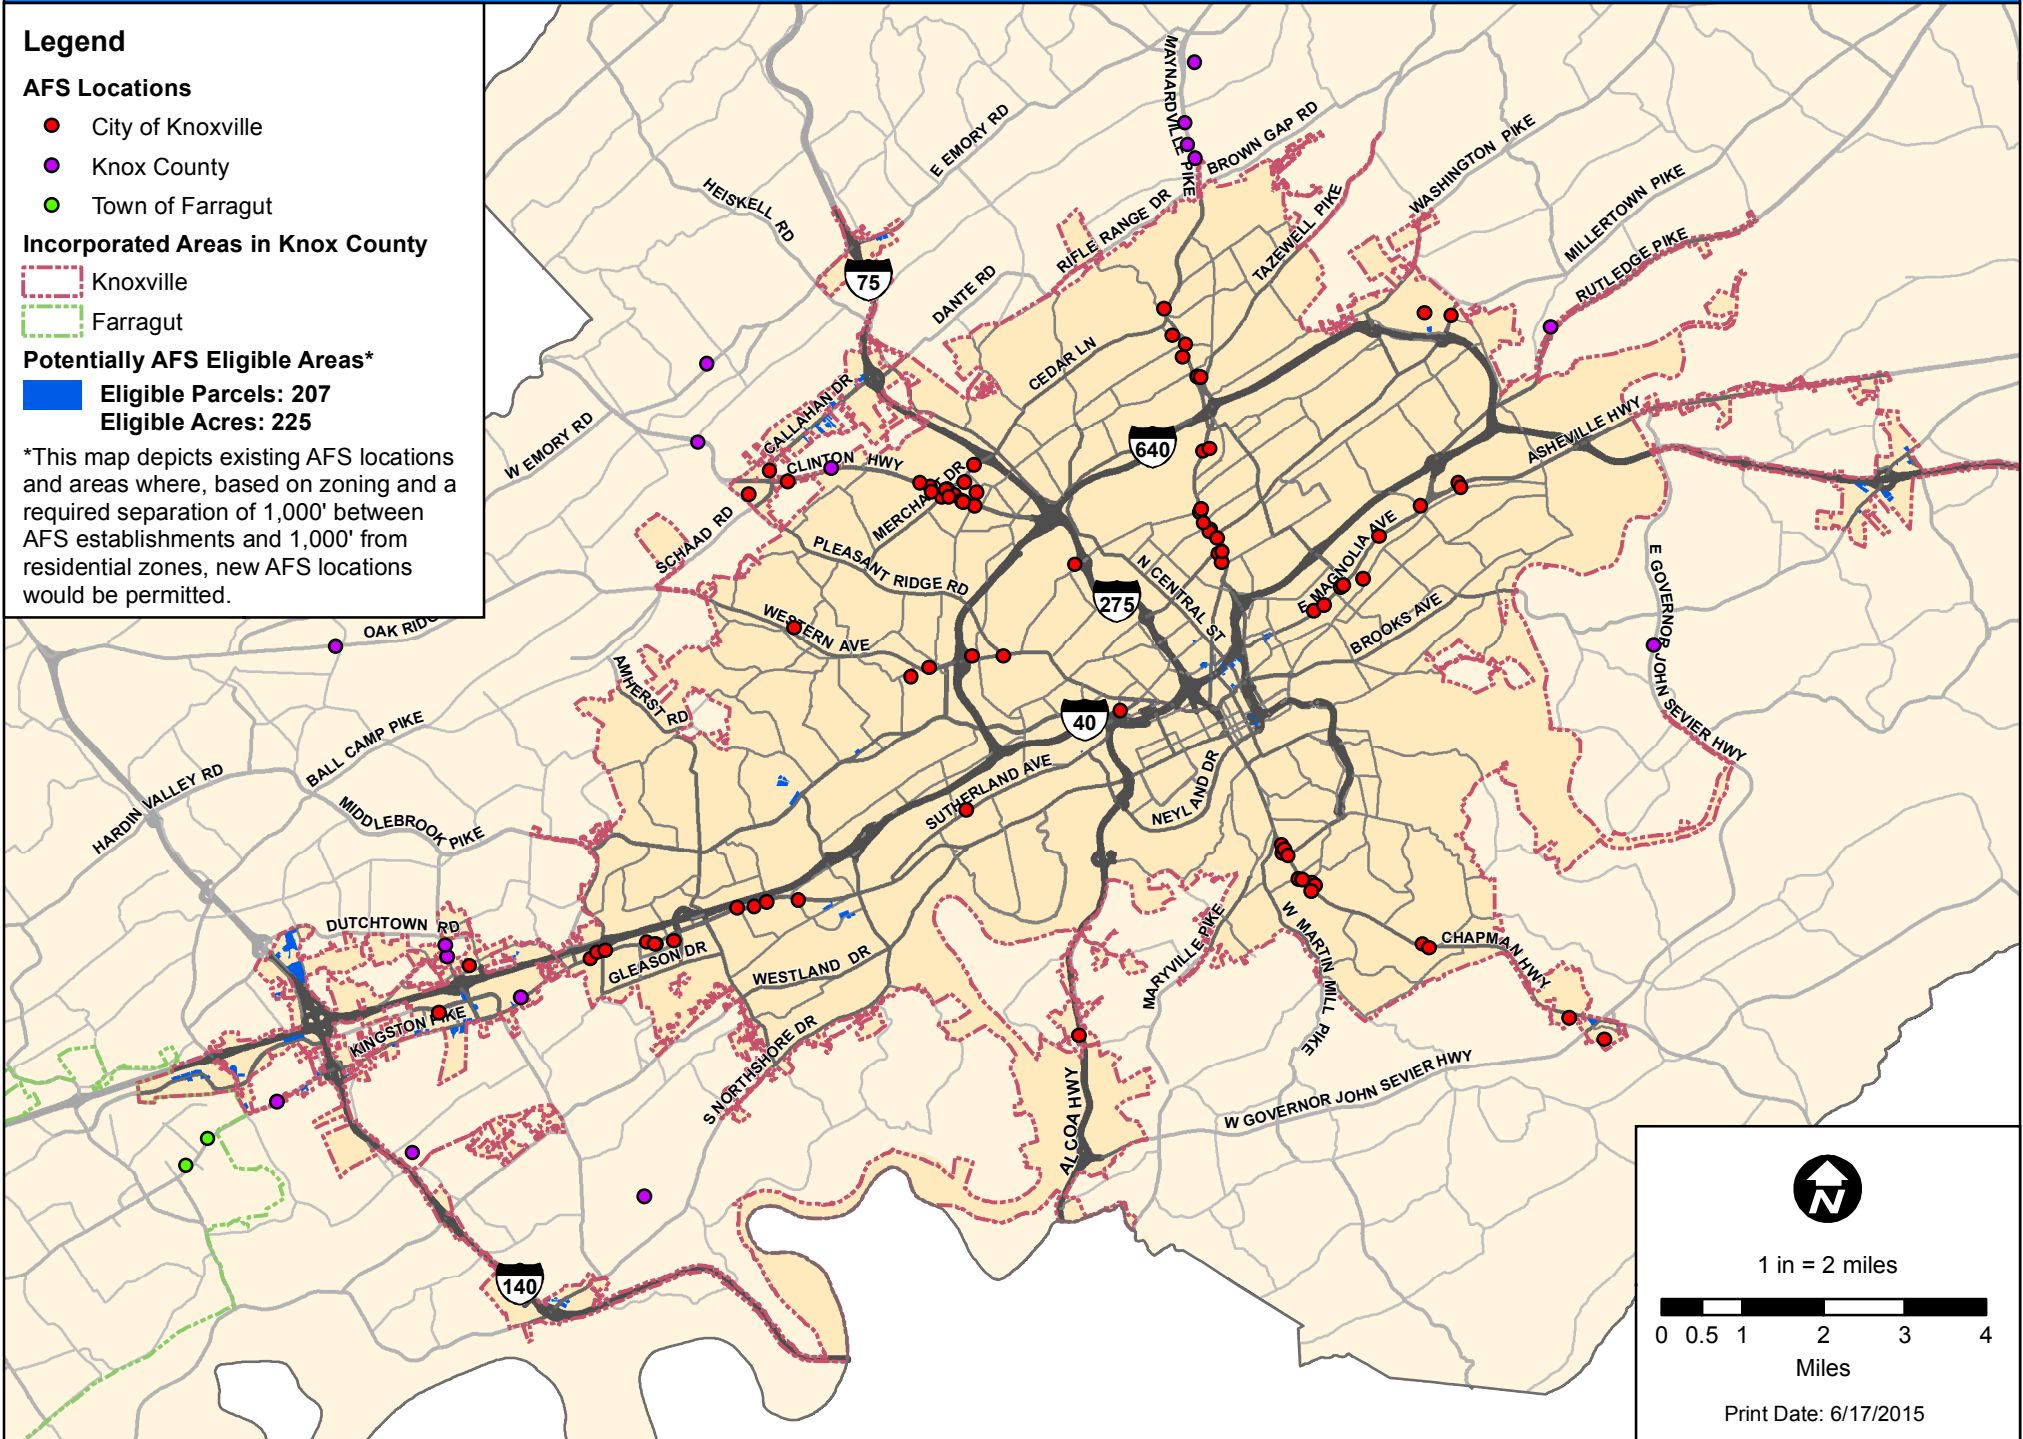 Legend
AFS Locations
City of Knoxville
Knox County
Town of Farragut
Incorporated Areas in Knox County
Knoxville
Farragut
Potentially AFS Eligible Areas*
Eligible Parcels: 207
Eligible Acres: 225
*This map depicts existing AFS locations
and areas where, based on zoning and a
required separation of 1,000' between
AFS establishments and 1,000' from
residential zones, new AFS locations
would be permitted.
MAYNARDVILLE PIKE
BROWN GAP RD
E EMORY RD
HEISKELL RD
WASHINGTON PIKE
MILLERTOWN PIKE
RUTLEDGE PIKE
RIFLE RANGE DR
TAZEWELL PIKE
75
DANTE RD
CEDAR LN
CALLAHAN DR
W EMORY RD
CLINTON HWY
MERCHANT DR
640
ASHEVILLE HWY
SCHAAD RD
PLEASANT RIDGE RD
N CENTRAL ST
E MAGNOLIA AVE
275
BROOKS AVE
WESTERN AVE
OAK RIDG
AMHERST RD
E GOVERNOR JOHN SEVIER HWY
40
BALL CAMP PIKE
HARDIN VALLEY RD
MIDDLEBROOK PIKE
SUTHERLAND AVE
NEYLAND DR
DUTCHTOWN RD
GLEASON DR
WESTLAND DR
MARYVILLE PIKE
W MARTIN MILL PIKE
CHAPMAN HWY
KINGSTON PIKE
S NORTHSHORE DR
ALCOA HWY
W GOVERNOR JOHN SEVIER HWY
140
N
1 in = 2 miles
0 0.5 1 2 3 4
Miles
Print Date: 6/17/2015